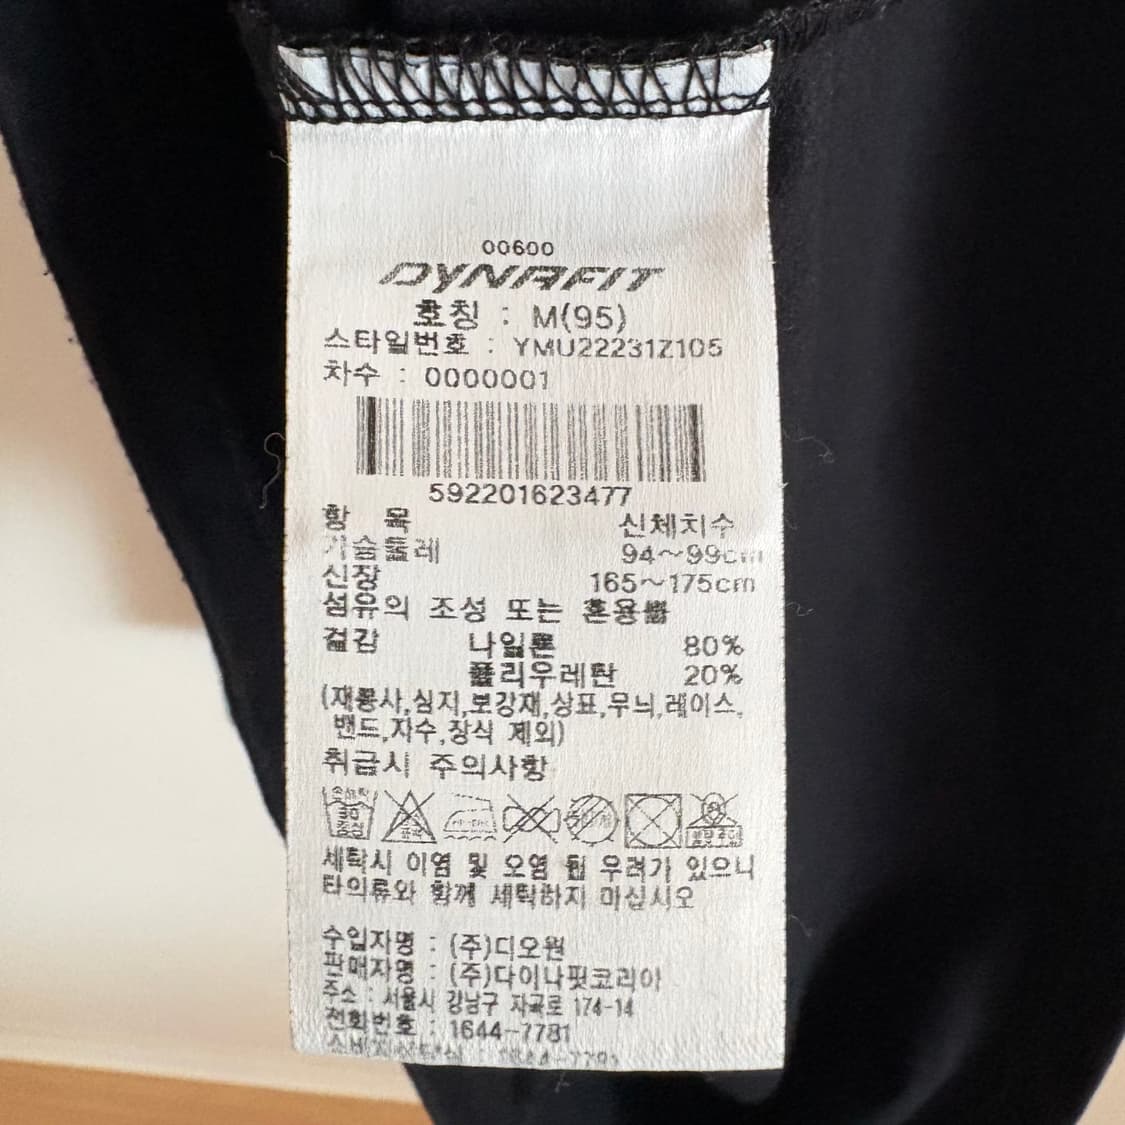 00600
DYNAFIT
호칭 : M(95)
스타일번호 : YMU22231Z105
차수 : 0000001
592201623477
항 목 신체치수
가슴둘레 94~99cm
신장 165~175cm
섬유의 조성 또는 혼용률
겉감 나일론 80%
폴리우레탄 20%
(재봉사,심지,보강재,상표,무늬,레이스,
밴드,자수,장식 제외)
취급시 주의사항
30
중성
세탁시 이염 및 오염 될 우려가 있으니
타의류와 함께 세탁하지 마십시오
수입자명 : (주)디오원
판매자명 : (주)다이나핏코리아
주소 : 서울시 강남구 자곡로 174-14
전화번호 : 1644-7781